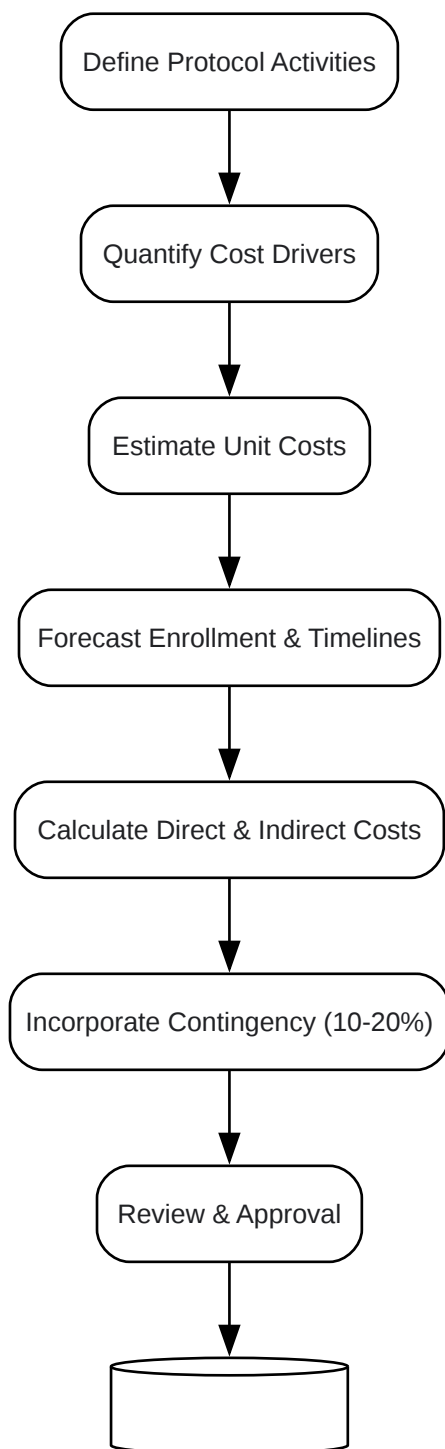 Define Protocol Activities
Quantify Cost Drivers
Estimate Unit Costs
Forecast Enrollment & Timelines
Calculate Direct & Indirect Costs
Incorporate Contingency (10-20%)
Review & Approval